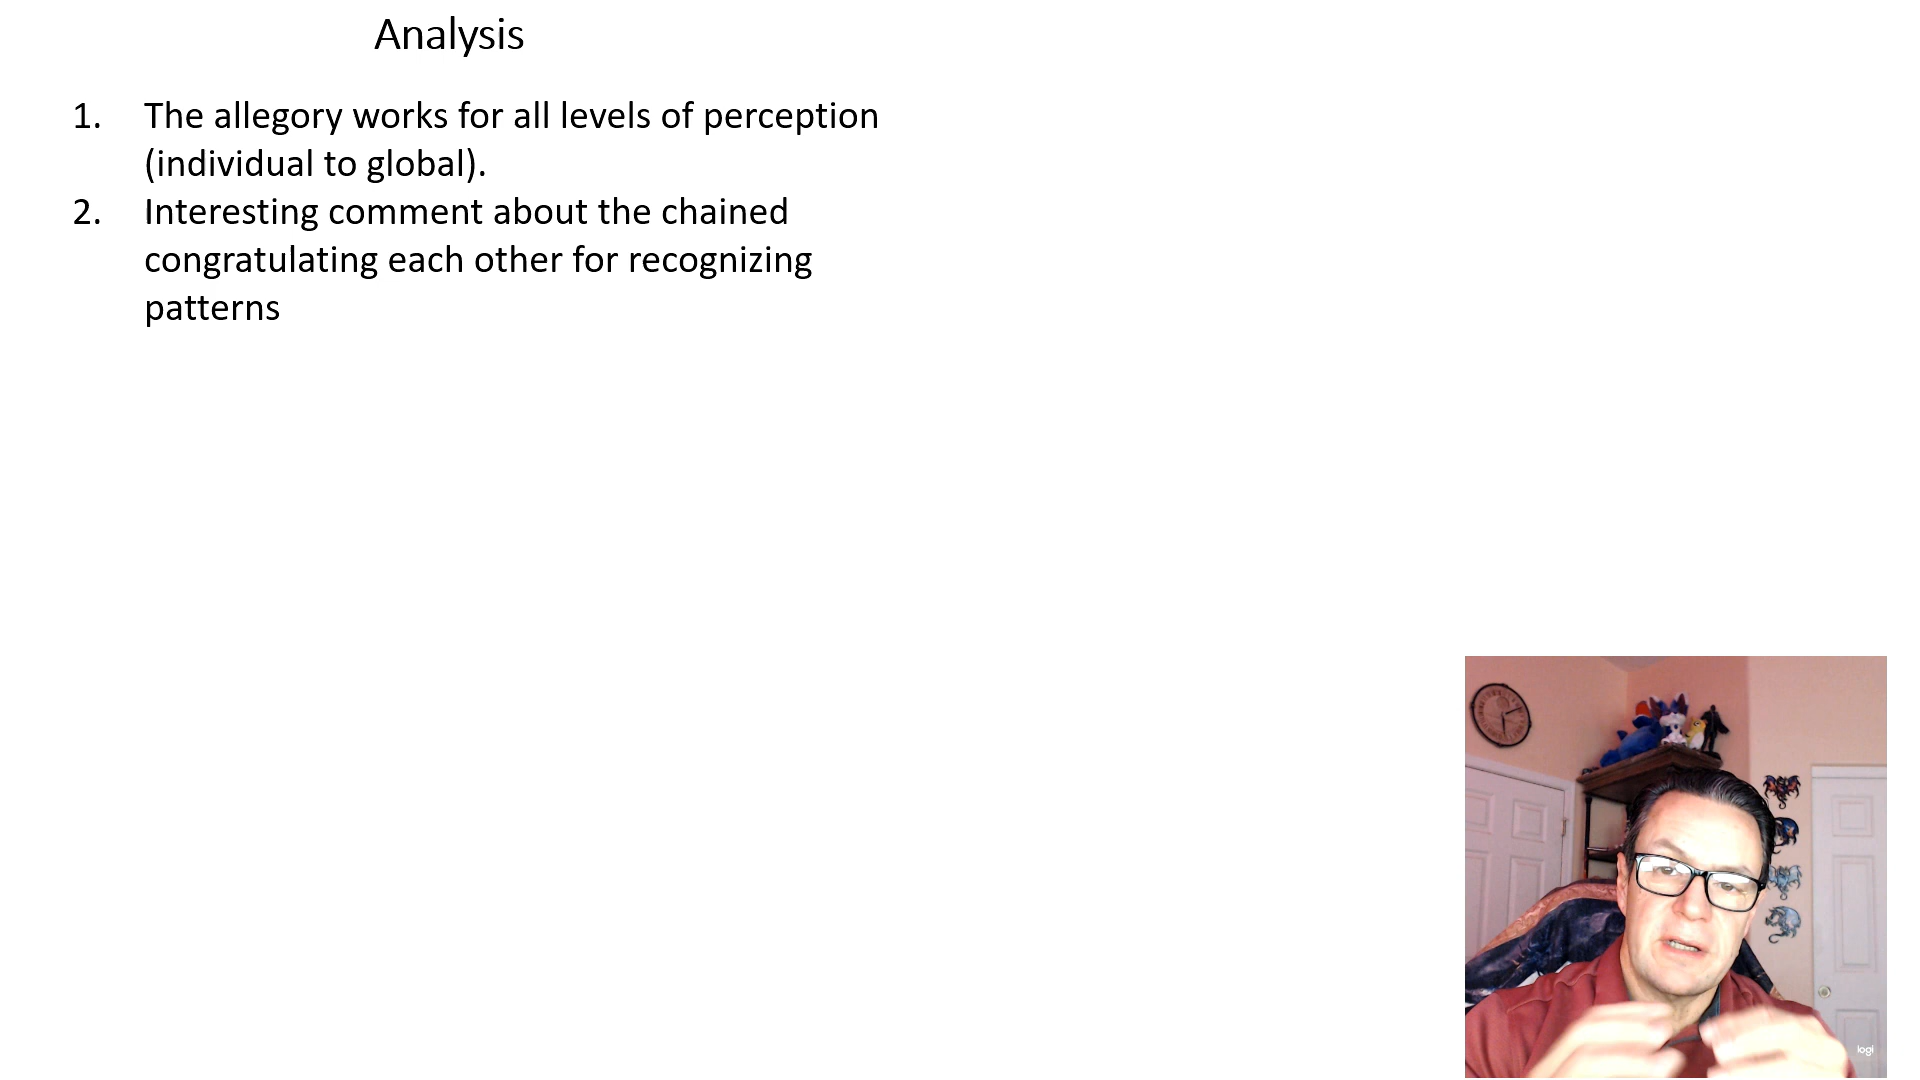 Analysis
1. The allegory works for all levels of perception
(individual to global).
2. Interesting comment about the chained
congratulating each other for recognizing
patterns
logi